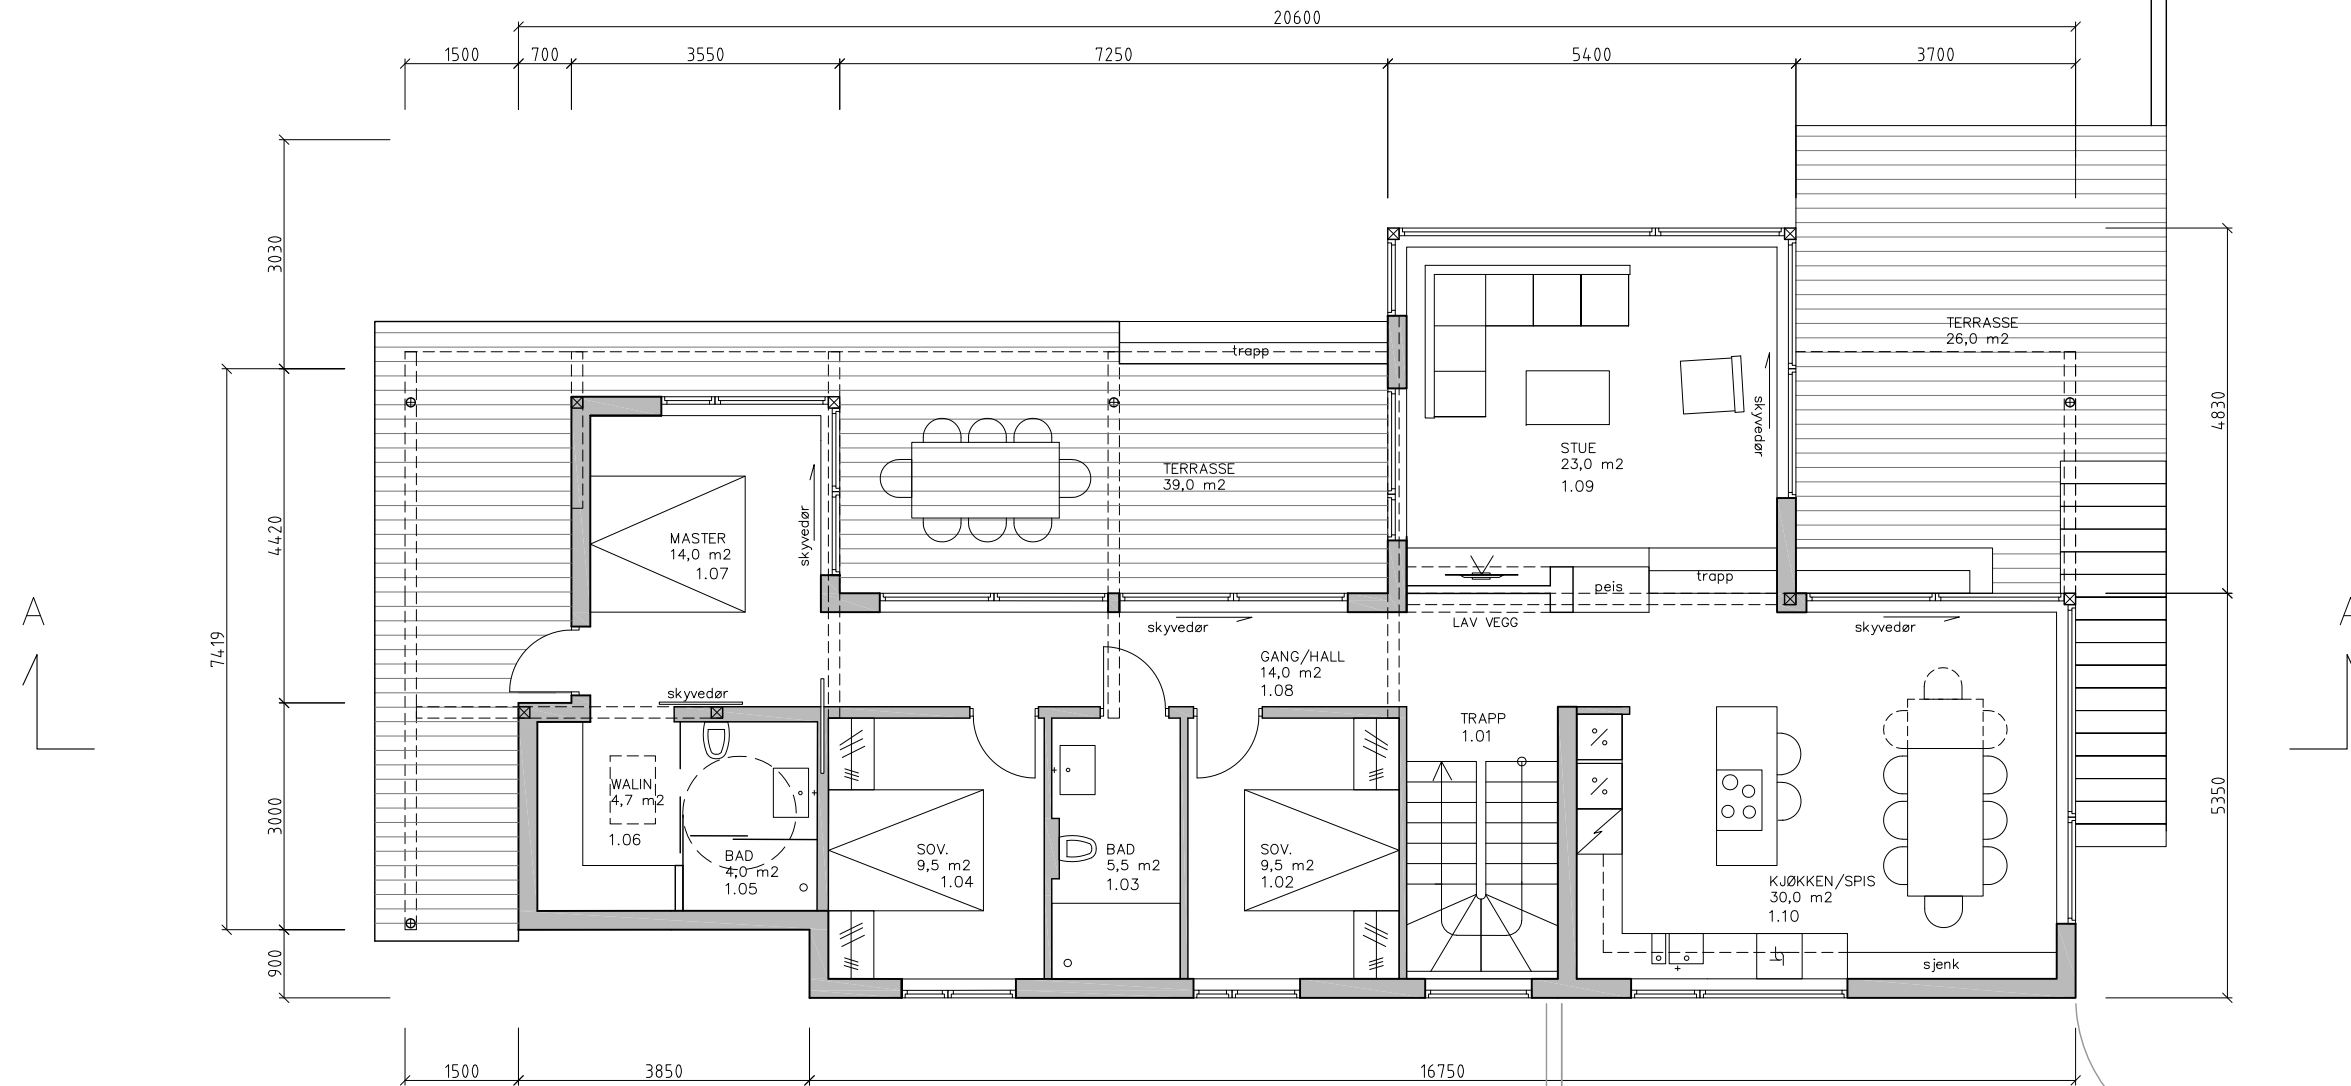 20600
1500
700
3550
7250
5400
3700
3030
4420
7419
3000
900
4830
5350
A
A
trapp
TERRASSE
26,0 m2
STUE
23,0 m2
1.09
skyvedør
TERRASSE
39,0 m2
MASTER
14,0 m2
1.07
skyvedør
peis
trapp
LAV VEGG
skyvedør
skyvedør
GANG/HALL
14,0 m2
1.08
skyvedør
TRAPP
1.01
WALIN
4,7 m2
1.06
BAD
4,0 m2
1.05
SOV.
9,5 m2
1.04
BAD
5,5 m2
1.03
SOV.
9,5 m2
1.02
KJØKKEN/SPIS
30,0 m2
1.10
sjenk
1500
3850
16750